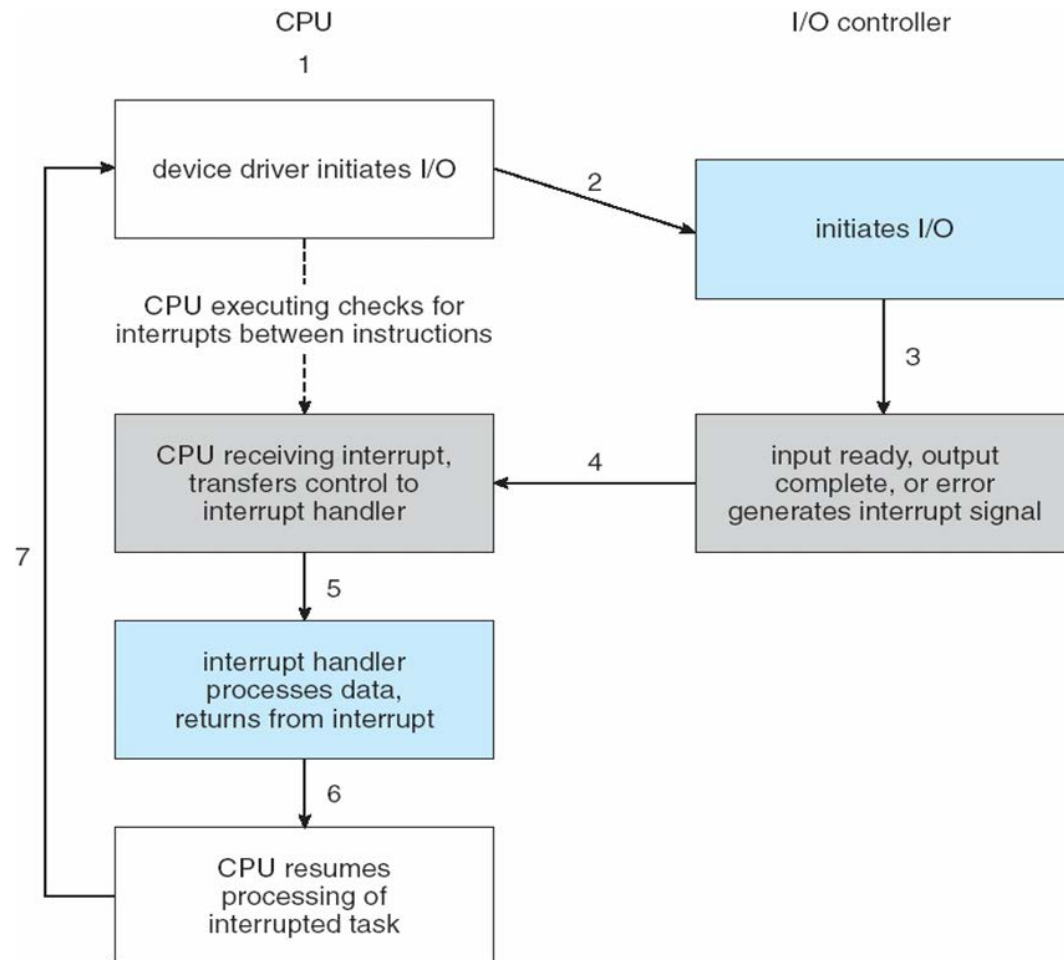 CPU
I/O controller
1
device driver initiates I/O
2
initiates I/O
CPU executing checks for
interrupts between instructions
3
CPU receiving interrupt,
transfers control to
interrupt handler
4
input ready, output
complete, or error
generates interrupt signal
7
5
interrupt handler
processes data,
returns from interrupt
6
CPU resumes
processing of
interrupted task